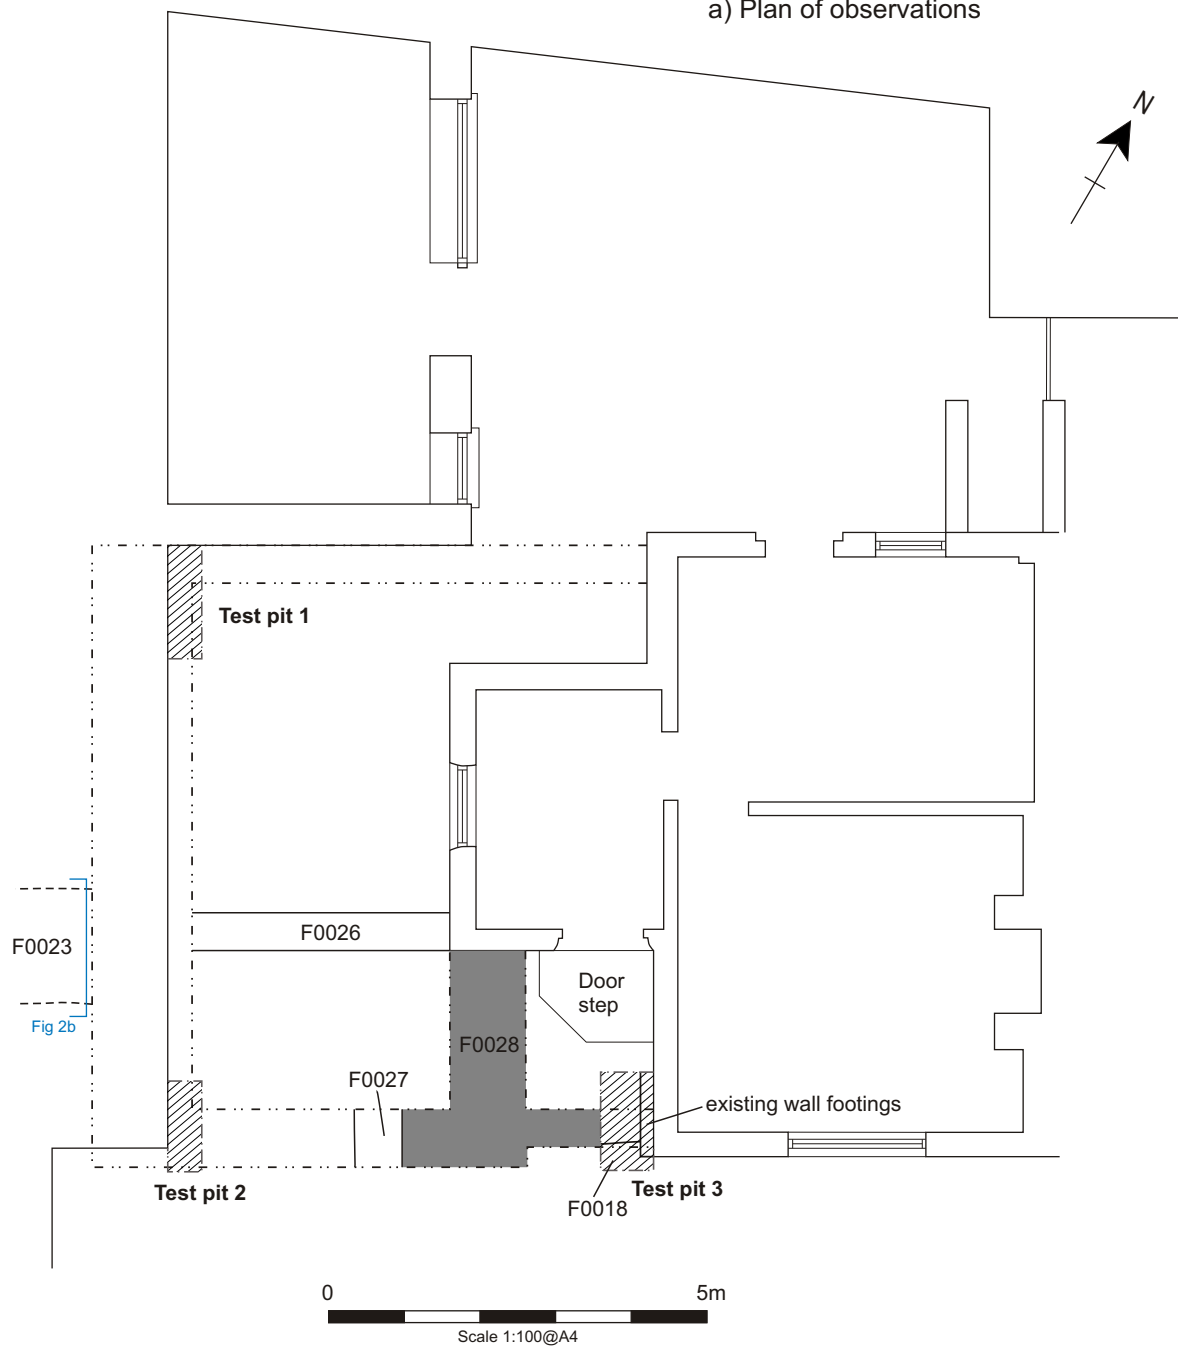 a) Plan of observations
N
Test pit 1
F0026
F0023
Fig 2b
Door
step
F0028
F0027
existing wall footings
Test pit 2
Test pit 3
F0018
0
5m
Scale 1:100@A4